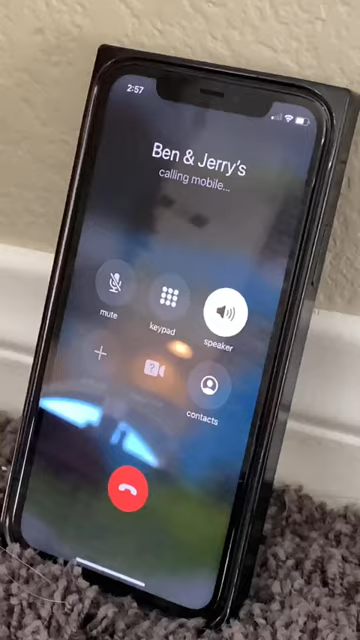 2:57
Ben & Jerry's
calling mobile...
mute
keypad
speaker
contacts